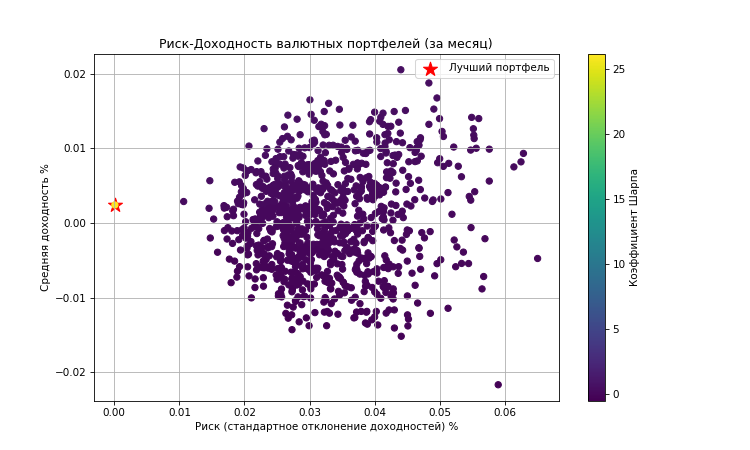 Риск-Доходность валютных портфелей (за месяц)
Лучший портфель
0.02
0.01
0.00
−0.01
−0.02
Средняя доходность %
0.00 0.01 0.02 0.03 0.04 0.05 0.06
Риск (стандартное отклонение доходностей) %
25
20
15
10
5
0
Коэффициент Шарпа